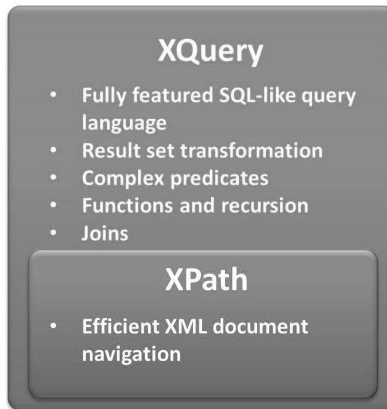 XQuery
• Fully featured SQL-like query
language
• Result set transformation
• Complex predicates
• Functions and recursion
• Joins
XPath
• Efficient XML document
navigation